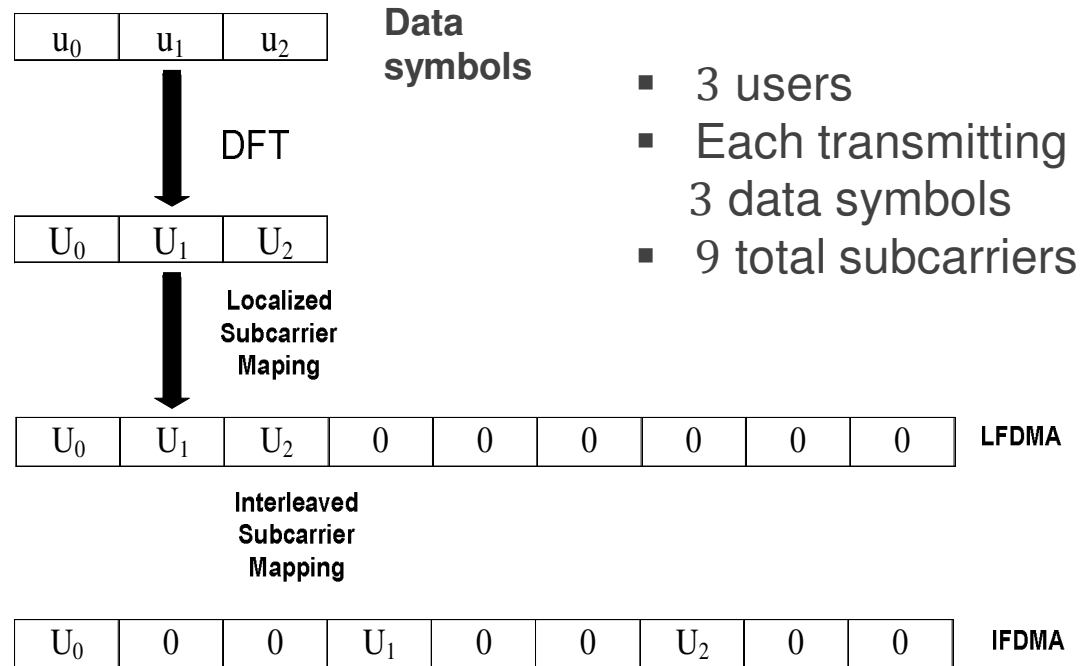 u₀ u₁ u₂
Data
symbols
▪ 3 users
▪ Each transmitting
3 data symbols
▪ 9 total subcarriers
DFT
U₀ U₁ U₂
Localized
Subcarrier
Maping
U₀ U₁ U₂ 0 0 0 0 0 0 LFDMA
Interleaved
Subcarrier
Mapping
U₀ 0 0 U₁ 0 0 U₂ 0 0 IFDMA